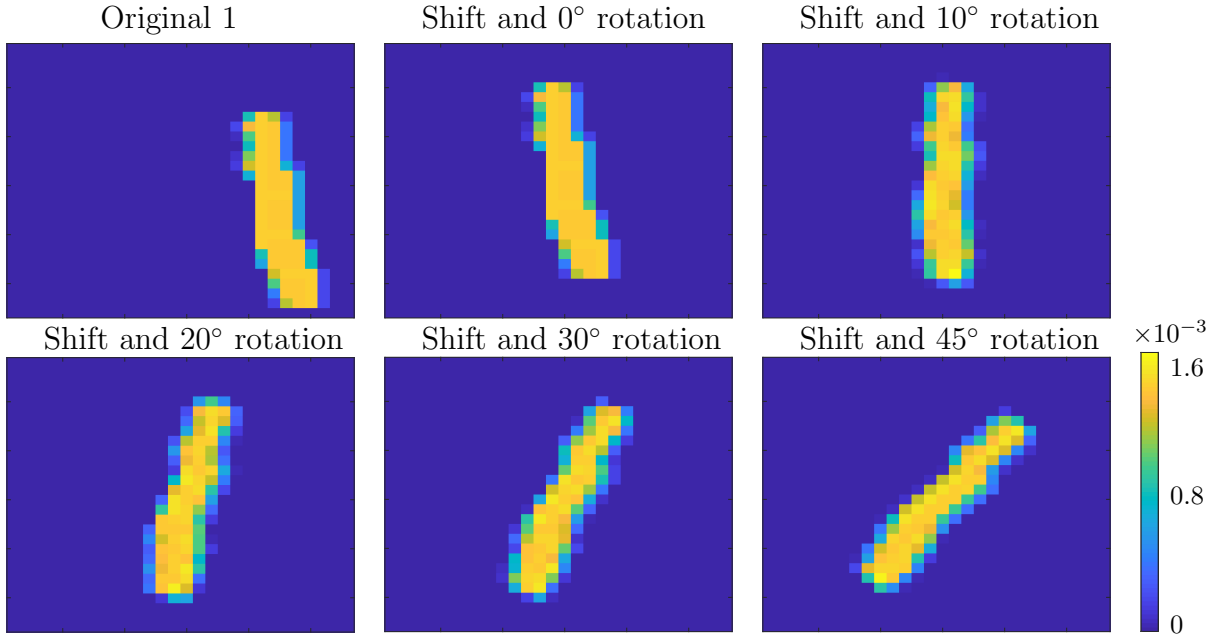 Original 1
Shift and 0° rotation
Shift and 10° rotation
Shift and 20° rotation
Shift and 30° rotation
Shift and 45° rotation
×10⁻³
1.6
0.8
0